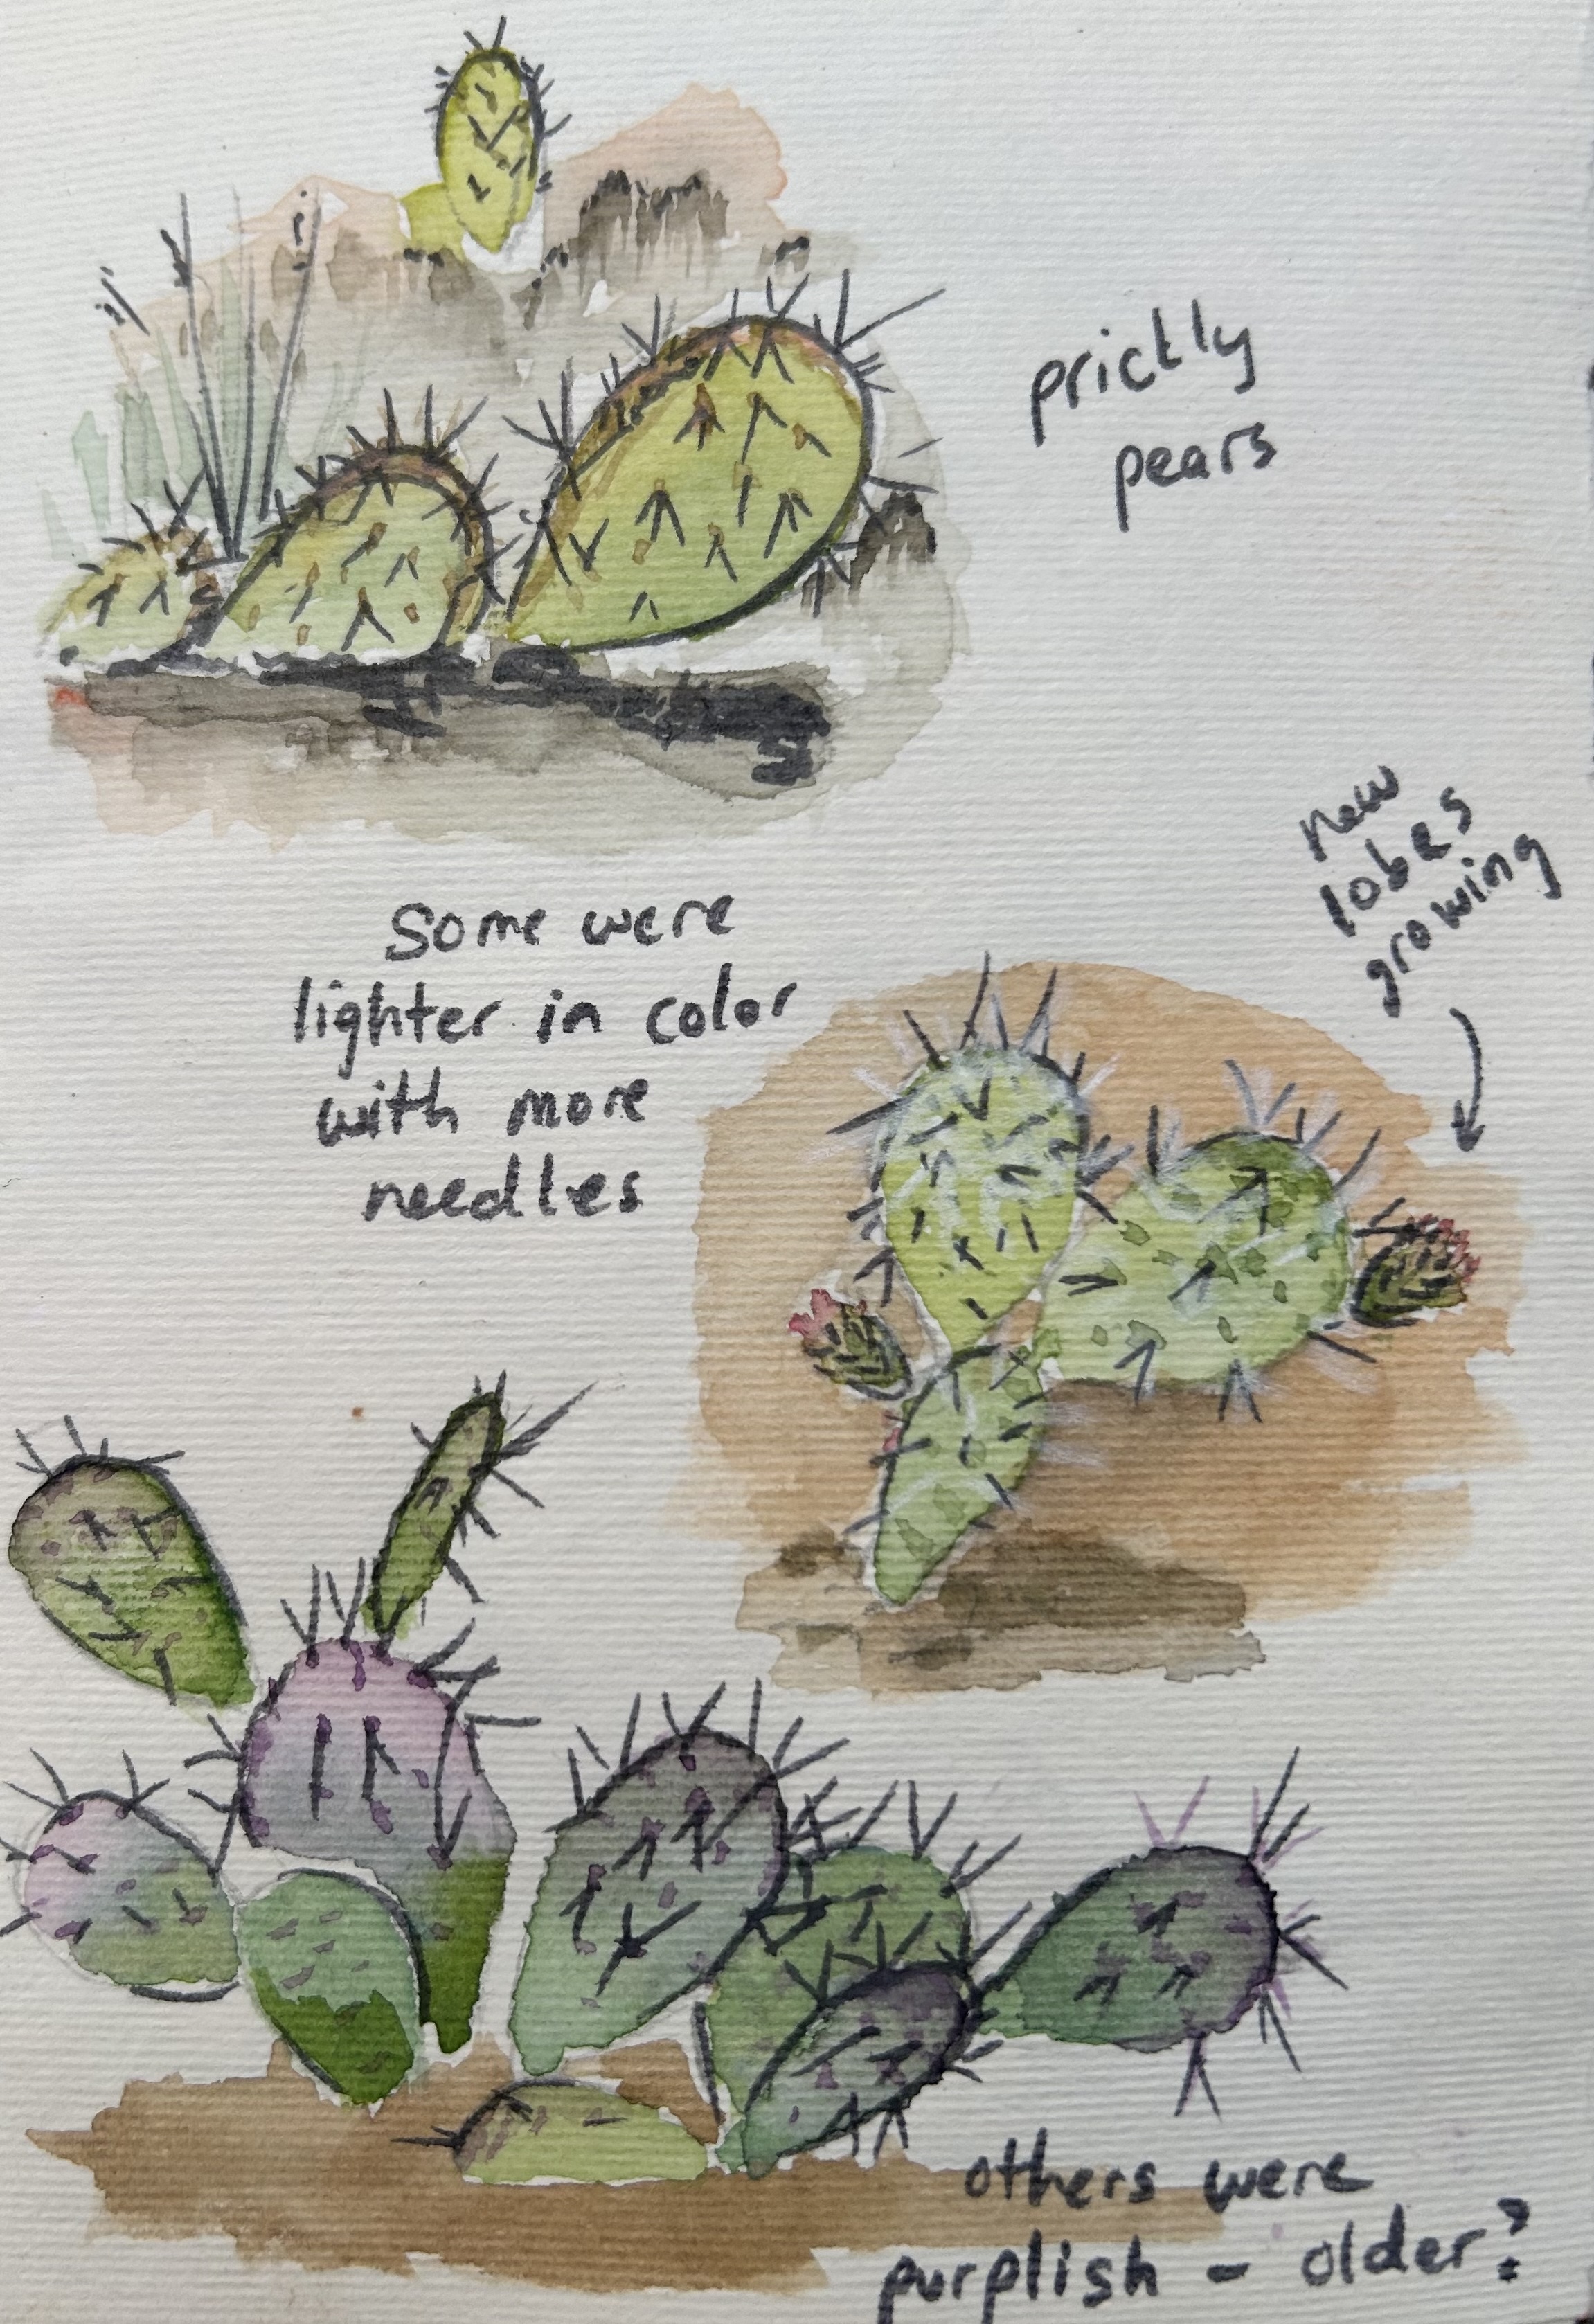 prickly
pears
new
lobes
growing
Some were
lighter in color
with more
needles
others were
purplish - older?